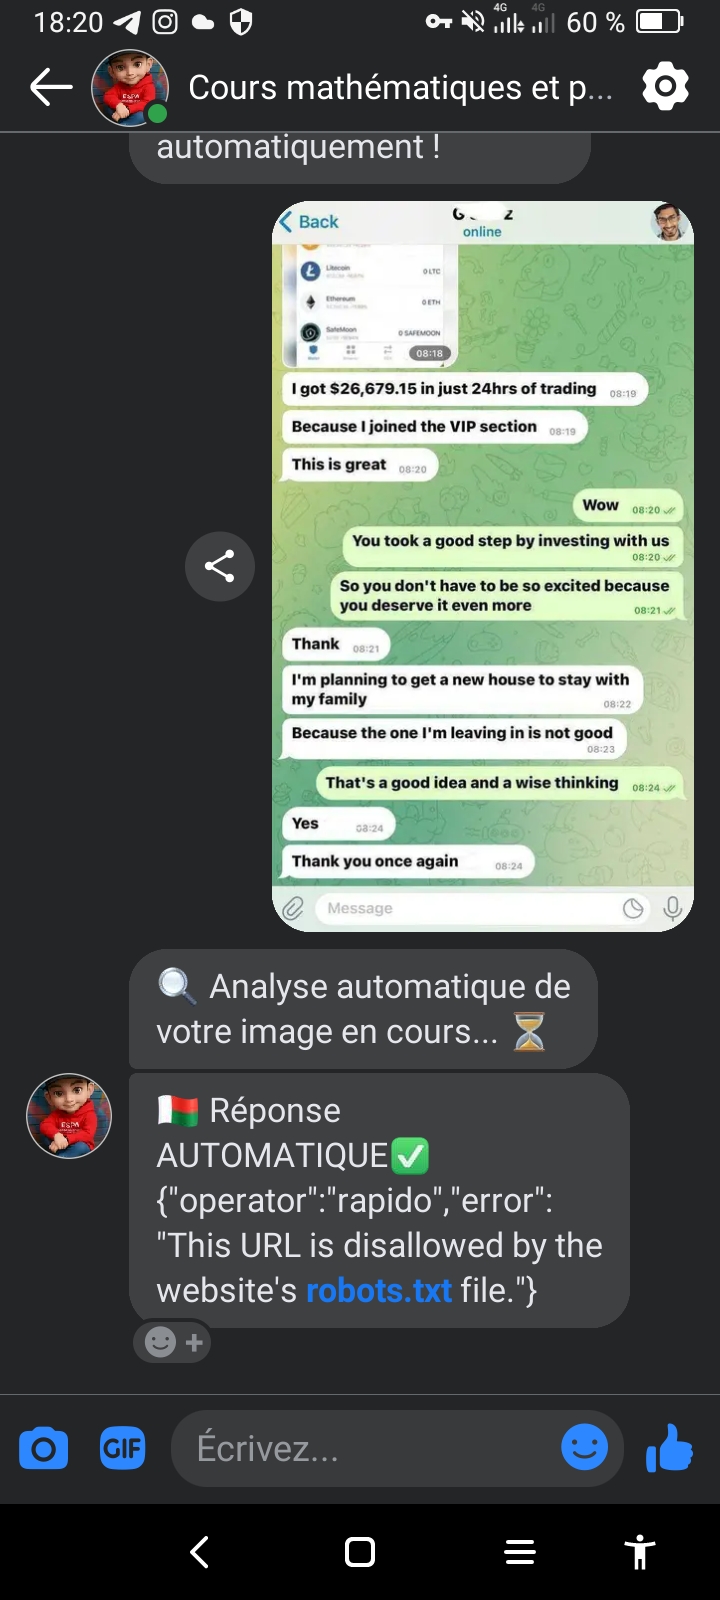 18:20
4G 4G
60 %
Cours mathématiques et p...
automatiquement !
Back
online
Litecoin
0 LTC
Ethereum
0 ETH
SafeMoon
0 SAFEMOON
08:18
I got $26,679.15 in just 24hrs of trading 08:19
Because I joined the VIP section 08:19
This is great 08:20
Wow 08:20
You took a good step by investing with us
08:20
So you don't have to be so excited because
you deserve it even more 08:21
Thank 08:21
I'm planning to get a new house to stay with
my family 08:22
Because the one I'm leaving in is not good
08:23
That's a good idea and a wise thinking 08:24
Yes 08:24
Thank you once again 08:24
Message
🔍 Analyse automatique de
votre image en cours... ⏳
🇲🇬 Réponse
AUTOMATIQUE✅
{"operator":"rapido","error":
"This URL is disallowed by the
website's robots.txt file."}
GIF
Écrivez...